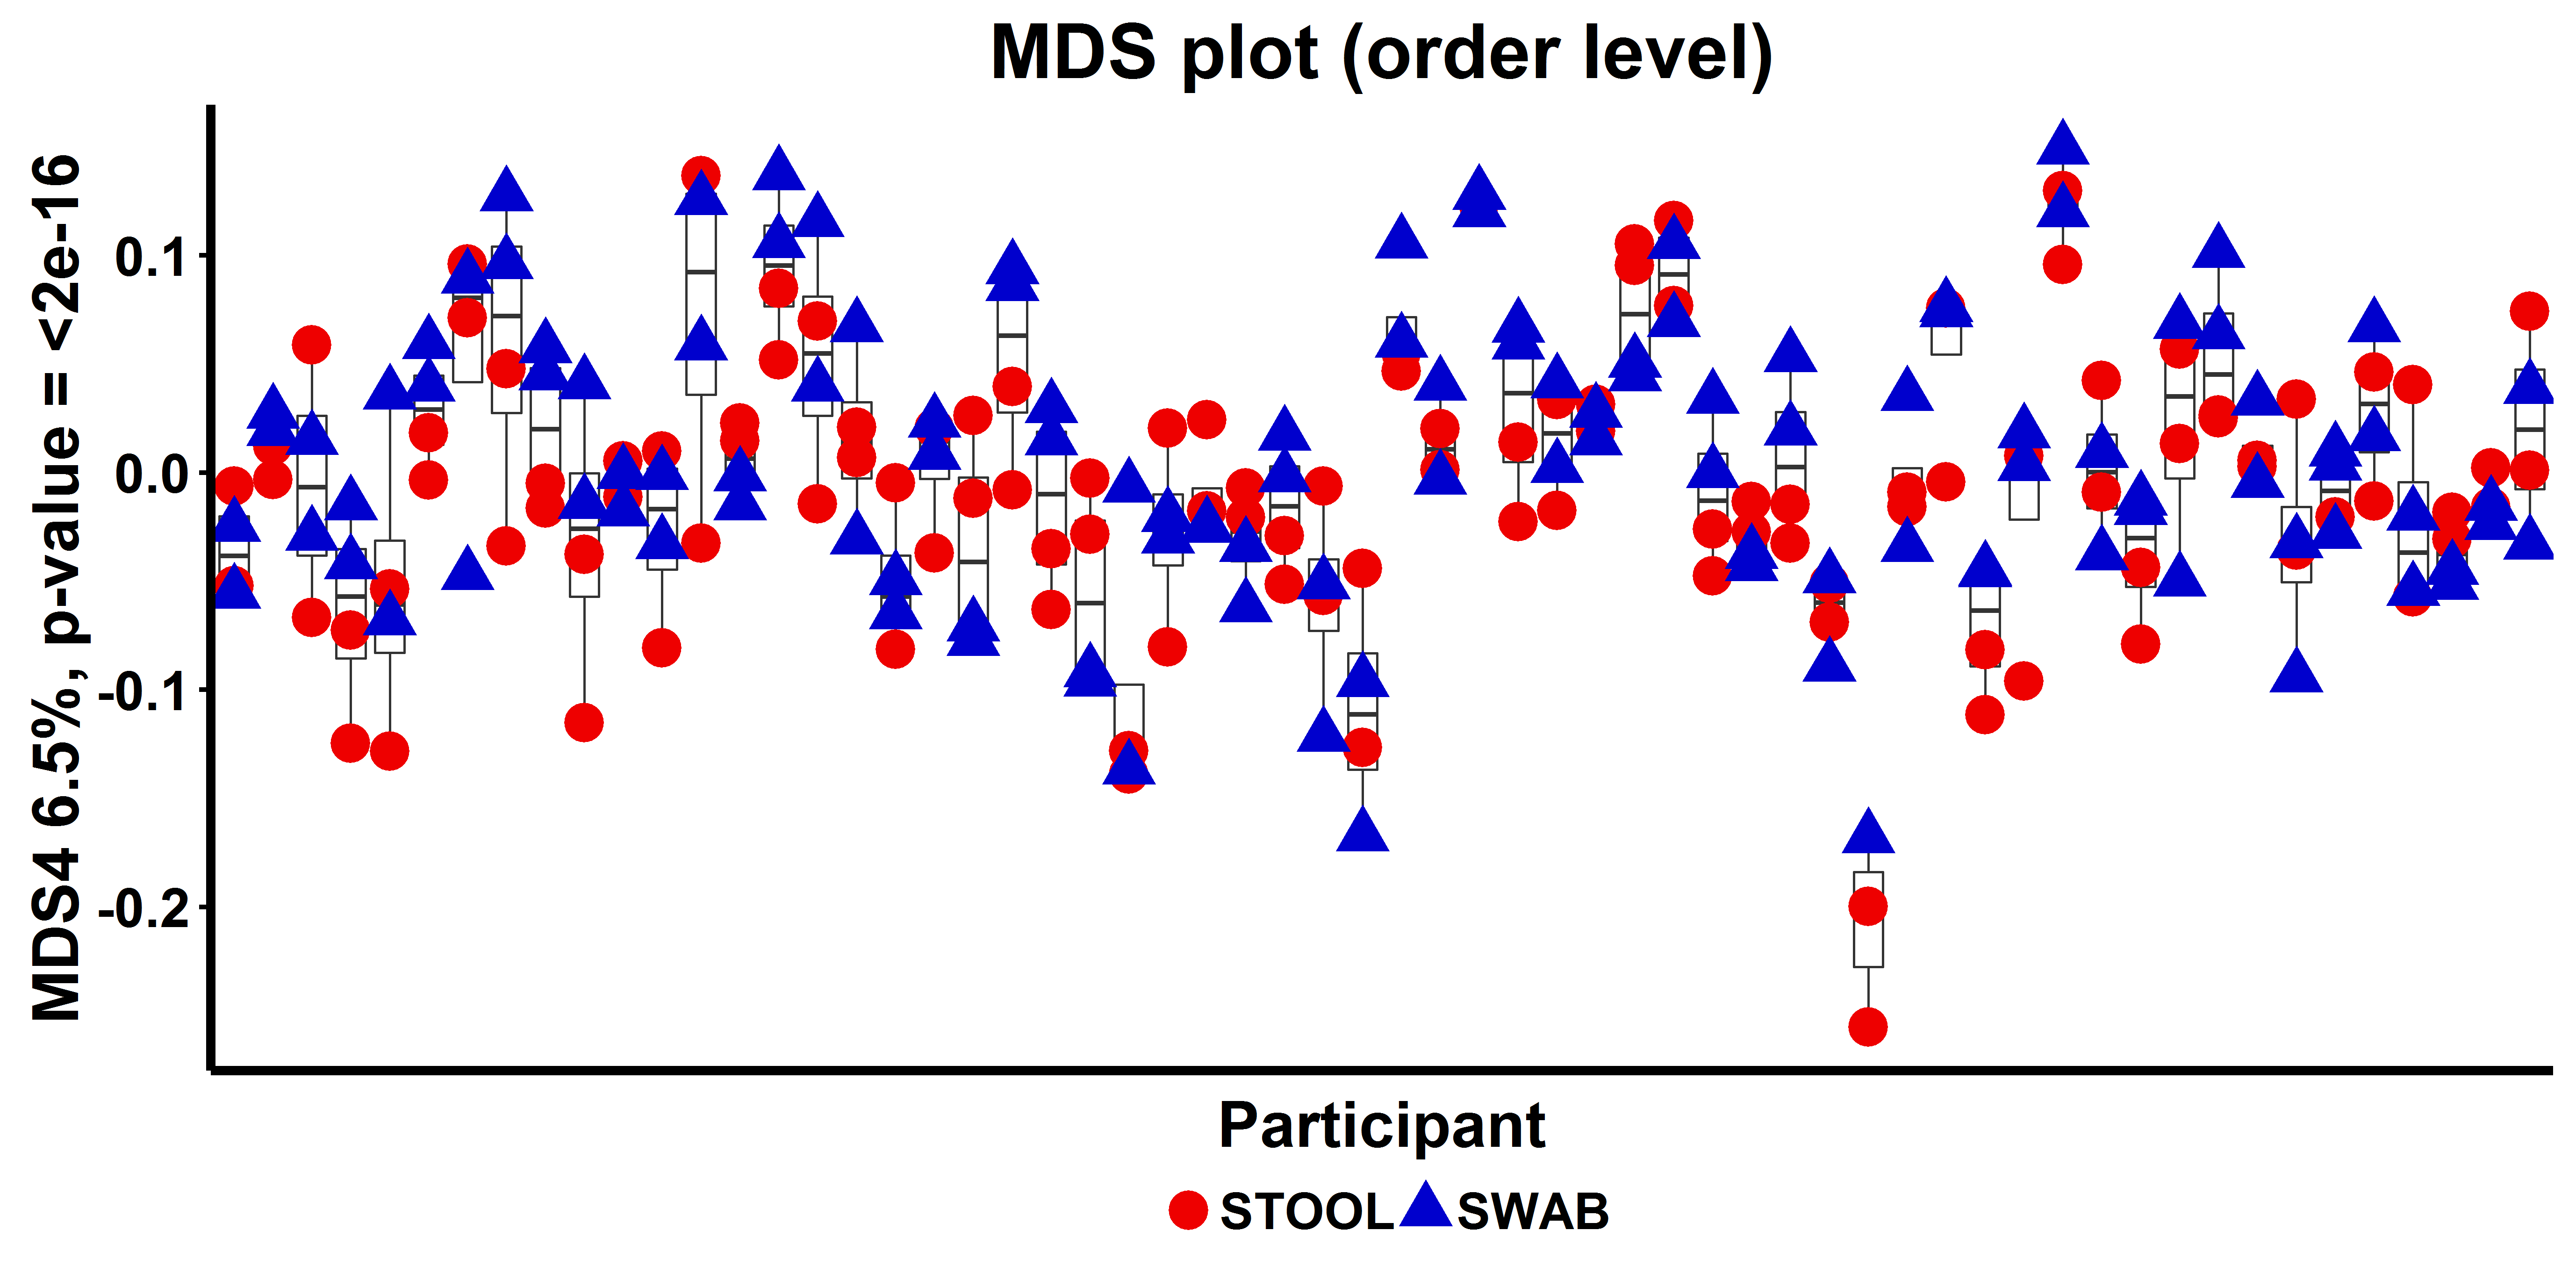 MDS plot (order level)
MDS4 6.5%, p-value = <2e-16
0.1
0.0
-0.1
-0.2
Participant
STOOL SWAB